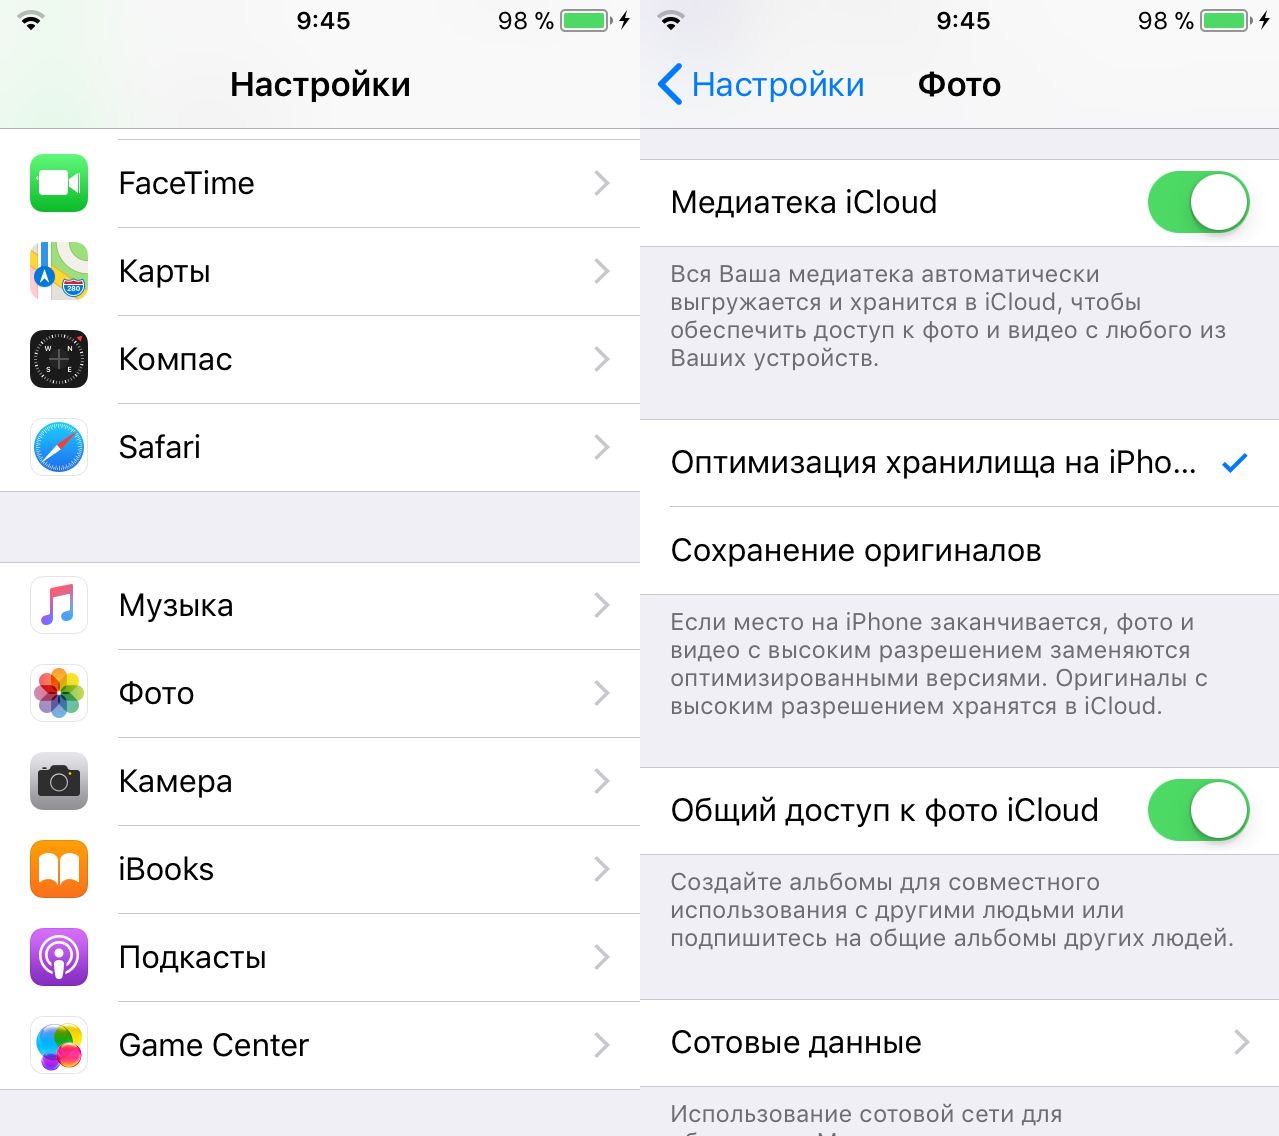 9:45
98 %
Настройки
FaceTime
Карты
280
W N
S E
Компас
Safari
Музыка
Фото
Камера
iBooks
Подкасты
Game Center
9:45
98 %
Настройки
Фото
Медиатека iCloud
Вся Ваша медиатека автоматически
выгружается и хранится в iCloud, чтобы
обеспечить доступ к фото и видео с любого из
Ваших устройств.
Оптимизация хранилища на iPho...
Сохранение оригиналов
Если место на iPhone заканчивается, фото и
видео с высоким разрешением заменяются
оптимизированными версиями. Оригиналы с
высоким разрешением хранятся в iCloud.
Общий доступ к фото iCloud
Создайте альбомы для совместного
использования с другими людьми или
подпишитесь на общие альбомы других людей.
Сотовые данные
Использование сотовой сети для